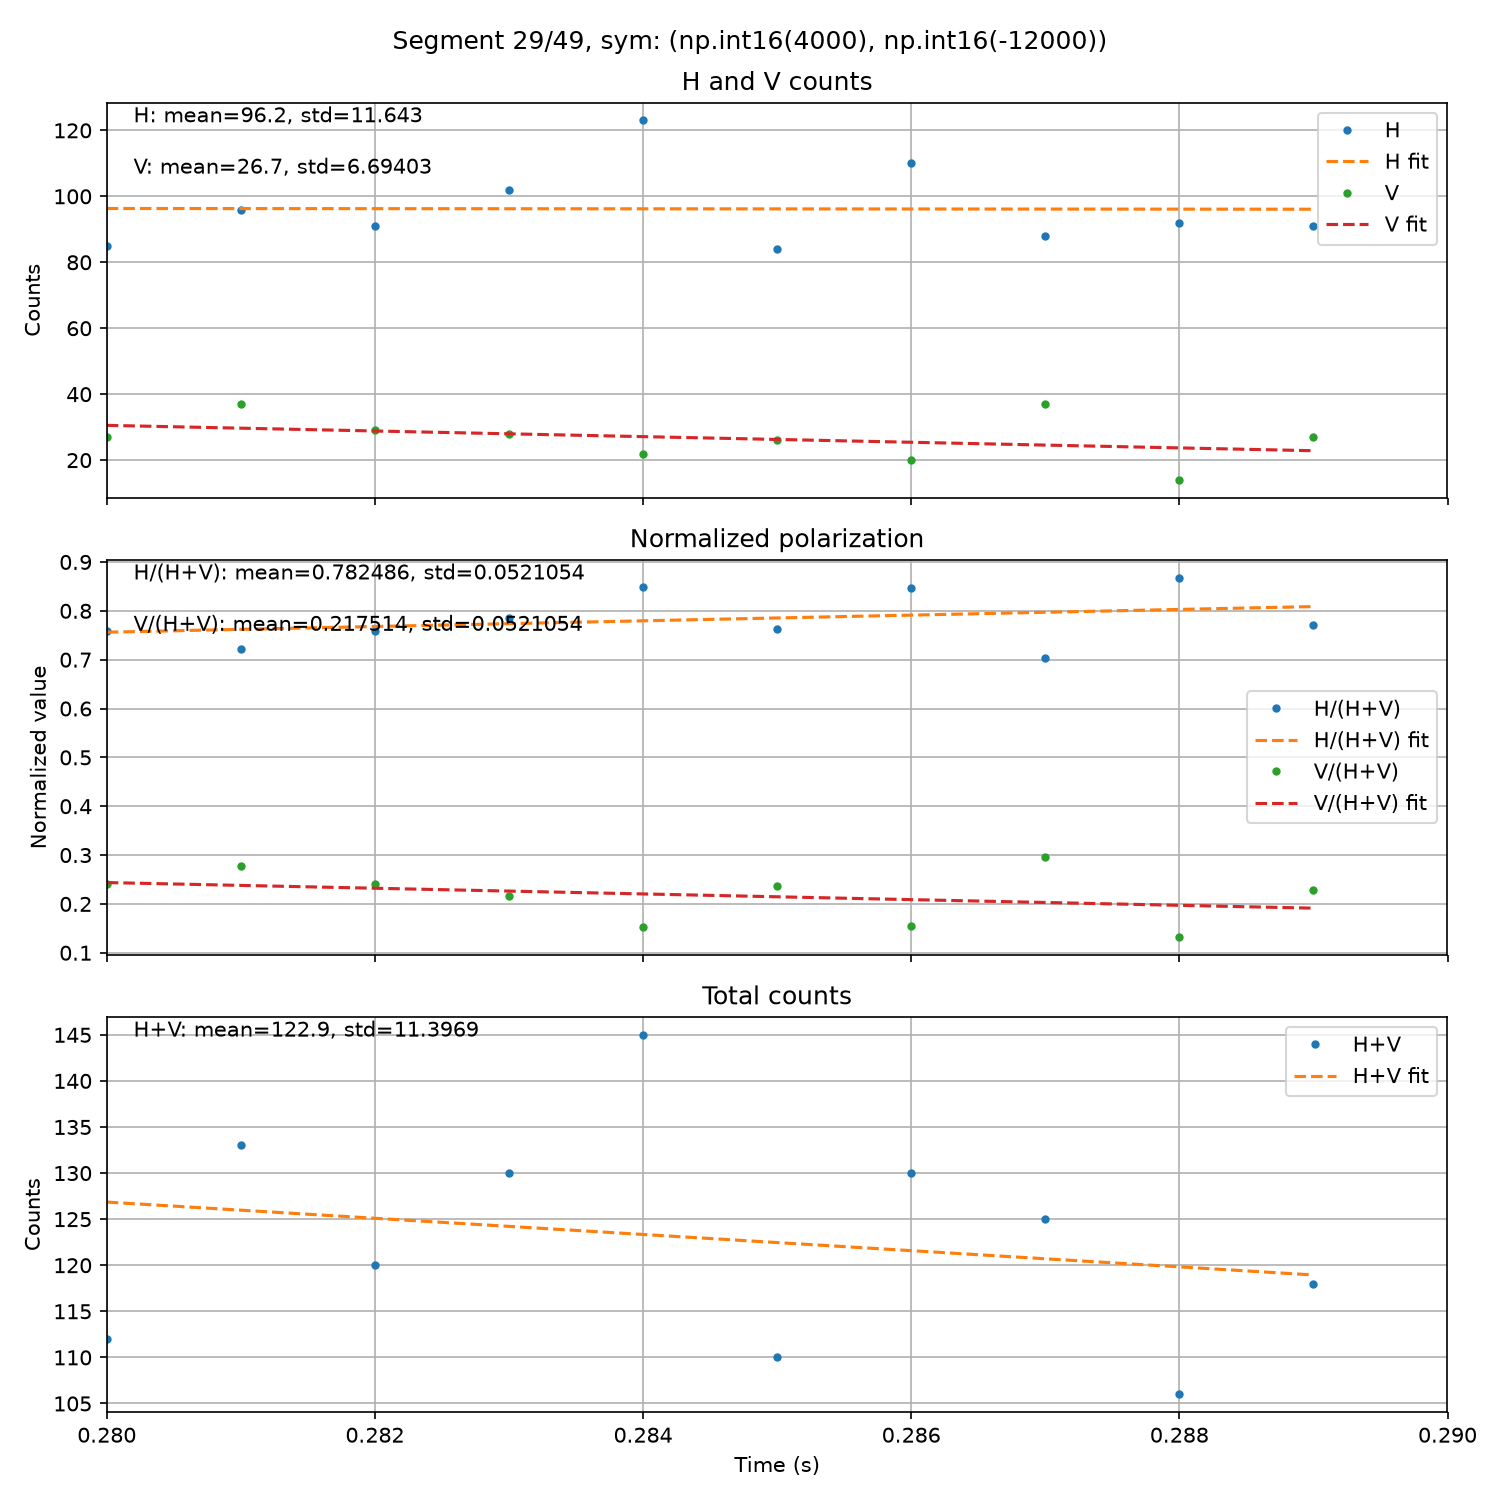 Segment 29/49, sym: (np.int16(4000), np.int16(-12000))
H and V counts
H: mean=96.2, std=11.643
V: mean=26.7, std=6.69403
H
H fit
V
V fit
120
100
80
60
40
20
Counts
Normalized polarization
H/(H+V): mean=0.782486, std=0.0521054
V/(H+V): mean=0.217514, std=0.0521054
H/(H+V)
H/(H+V) fit
V/(H+V)
V/(H+V) fit
0.9
0.8
0.7
0.6
0.5
0.4
0.3
0.2
0.1
Normalized value
Total counts
H+V: mean=122.9, std=11.3969
H+V
H+V fit
145
140
135
130
125
120
115
110
105
Counts
0.280 0.282 0.284 0.286 0.288 0.290
Time (s)